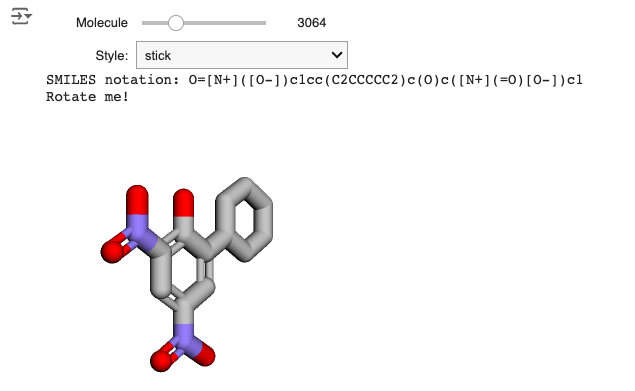 Molecule 3064
Style: stick
SMILES notation: O=[N+]([O-])c1cc(C2CCCCC2)c(O)c([N+](=O)[O-])c1
Rotate me!